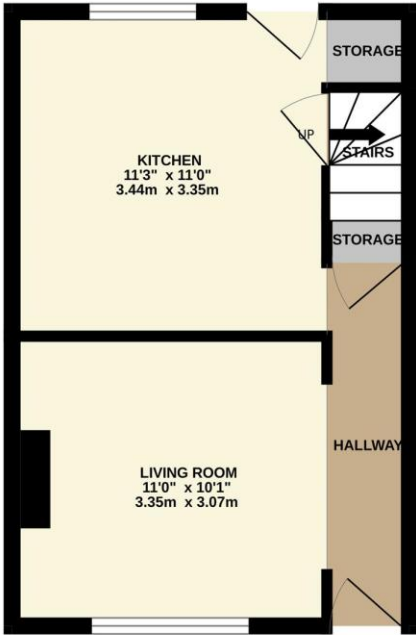 STORAGE
UP
STAIRS
KITCHEN
11'3" x 11'0"
3.44m x 3.35m
STORAGE
HALLWAY
LIVING ROOM
11'0" x 10'1"
3.35m x 3.07m